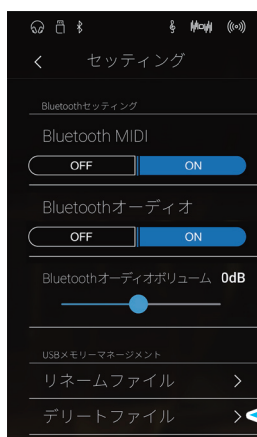 セッティング
Bluetoothセッティング
Bluetooth MIDI
OFF ON
Bluetoothオーディオ
OFF ON
Bluetoothオーディオボリューム 0dB
USBメモリーマネージメント
リネームファイル
デリートファイル